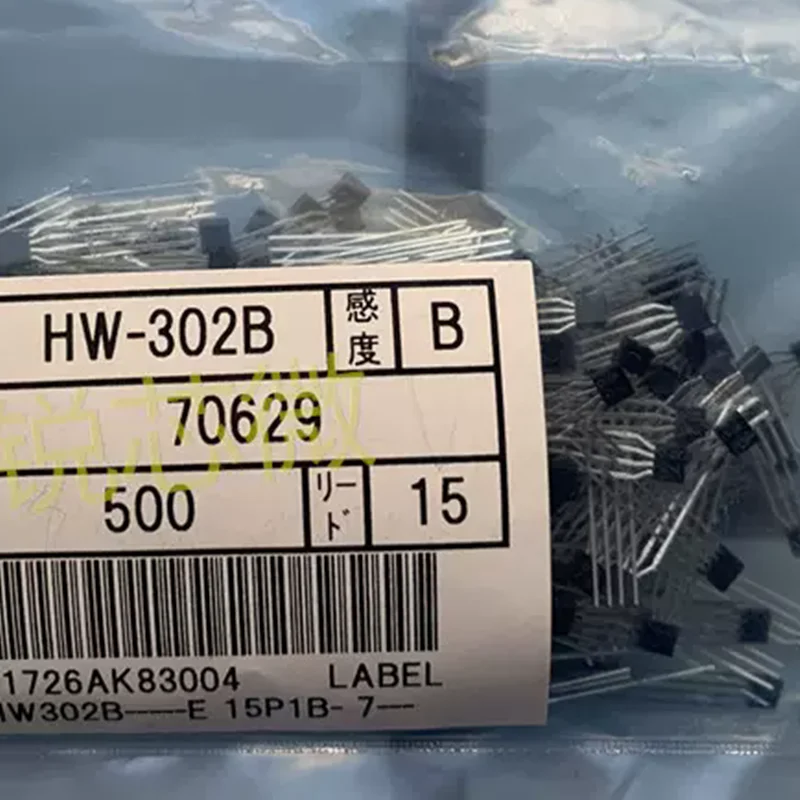 HW-302B 感度 B
70629
锐芯微
500 リード 15
1726AK83004 LABEL
HW302B-----E 15P1B- 7---